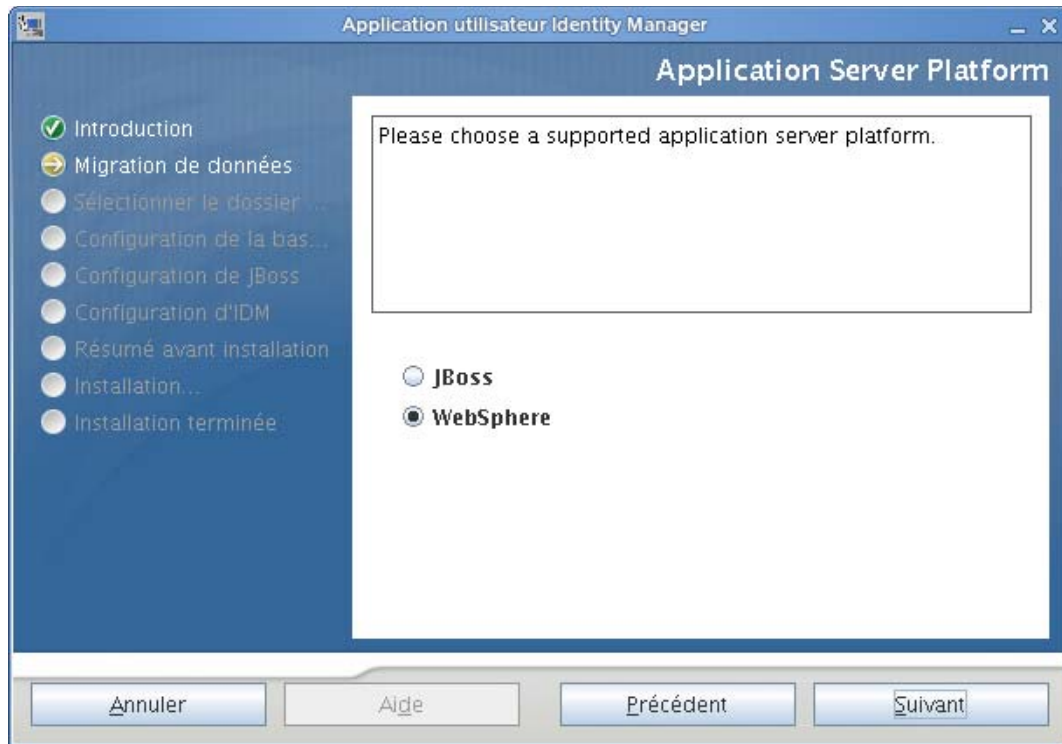 Application utilisateur Identity Manager
Application Server Platform
Introduction
Migration de données
Sélectionner le dossier ...
Configuration de la bas...
Configuration de JBoss
Configuration d'IDM
Résumé avant installation
Installation...
Installation terminée
Please choose a supported application server platform.
JBoss
WebSphere
Annuler
Aide
Précédent
Suivant